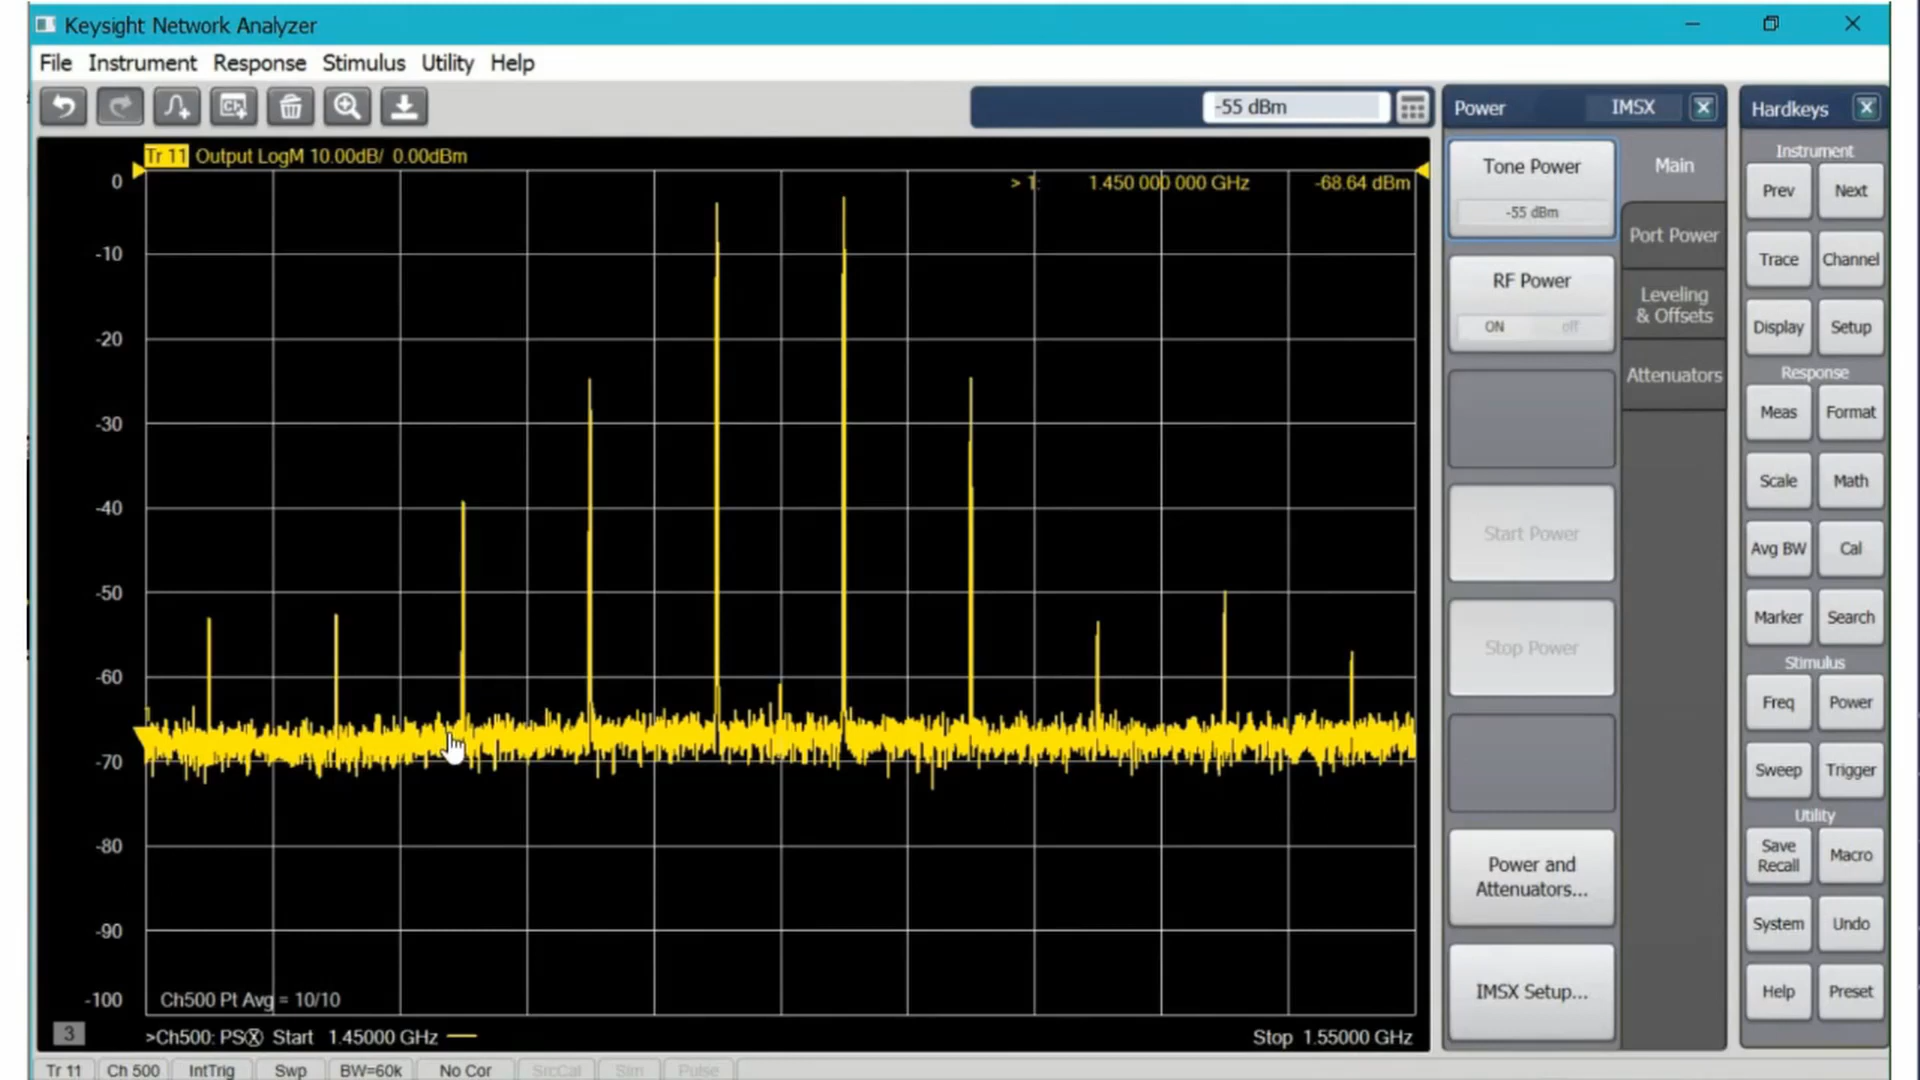 Keysight Network Analyzer
File Instrument Response Stimulus Utility Help
-55 dBm
Tr 11 Output LogM 10.00dB/ 0.00dBm
> 1: 1.450 000 000 GHz -68.64 dBm
0
-10
-20
-30
-40
-50
-60
-70
-80
-90
-100
Ch500 Pt Avg = 10/10
3
>Ch500: PS Start 1.45000 GHz
Stop 1.55000 GHz
Tr 11 Ch 500 IntTrig Swp BW=60k No Cor SrcCal Sim Pulse
Power IMSX
Tone Power
-55 dBm
RF Power
ON off
Start Power
Stop Power
Power and
Attenuators...
IMSX Setup...
Main
Port Power
Leveling
& Offsets
Attenuators
Hardkeys
Instrument
Prev Next
Trace Channel
Display Setup
Response
Meas Format
Scale Math
Avg BW Cal
Marker Search
Stimulus
Freq Power
Sweep Trigger
Utility
Save
Recall
Macro
System Undo
Help Preset